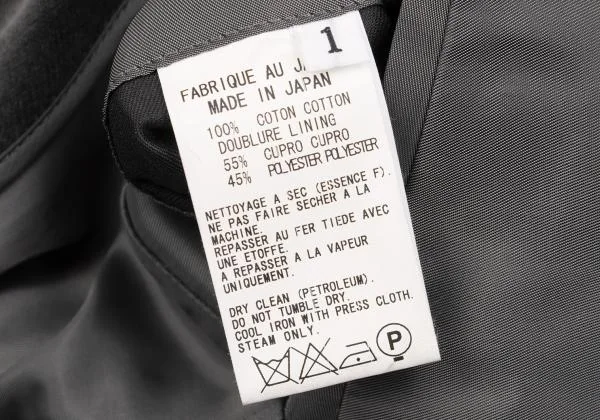 1
FABRIQUE AU
MADE IN JAPAN
100% COTON COTTON
DOUBLURE LINING
55% CUPRO CUPRO
45% POLYESTER POLYESTER
NETTOYAGE A SEC (ESSENCE F).
NE PAS FAIRE SECHER A LA
MACHINE.
REPASSER AU FER TIEDE AVEC
UNE ETOFFE.
A REPASSER A LA VAPEUR
UNIQUEMENT.
DRY CLEAN (PETROLEUM).
DO NOT TUMBLE DRY.
COOL IRON WITH PRESS CLOTH.
STEAM ONLY.
P